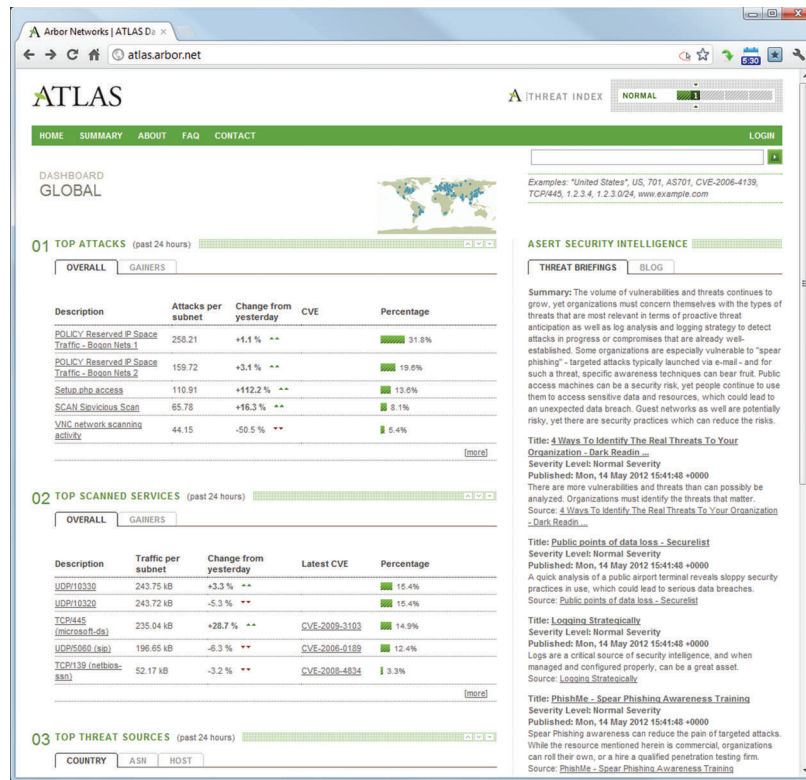 Arbor Networks | ATLAS Da
atlas.arbor.net
5:30
ATLAS
THREAT INDEX
NORMAL
1
HOME SUMMARY ABOUT FAQ CONTACT LOGIN
DASHBOARD
GLOBAL
Examples: "United States", US, 701, AS701, CVE-2006-4139,
TCP/445, 1.2.3.4, 1.2.3.0/24, www.example.com
01 TOP ATTACKS (past 24 hours)
OVERALL GAINERS
Description Attacks per subnet Change from yesterday CVE Percentage
POLICY Reserved IP Space
Traffic - Bogon Nets 1
258.21 +1.1 % 31.8%
POLICY Reserved IP Space
Traffic - Bogon Nets 2
159.72 +3.1 % 19.6%
Setup.php access 110.91 +112.2 % 13.6%
SCAN Sipvicious Scan 65.78 +16.3 % 8.1%
VNC network scanning
activity
44.15 -50.5 % 5.4%
[more]
02 TOP SCANNED SERVICES (past 24 hours)
OVERALL GAINERS
Description Traffic per subnet Change from yesterday Latest CVE Percentage
UDP/10330 243.75 kB +3.3 % 15.4%
UDP/10320 243.72 kB -5.3 % 15.4%
TCP/445
(microsoft-ds)
235.04 kB +28.7 % CVE-2009-3103 14.9%
UDP/5060 (sip) 196.65 kB -6.3 % CVE-2006-0189 12.4%
TCP/139 (netbios-
ssn)
52.17 kB -3.2 % CVE-2008-4834 3.3%
[more]
03 TOP THREAT SOURCES (past 24 hours)
COUNTRY ASN HOST
ASERT SECURITY INTELLIGENCE
THREAT BRIEFINGS BLOG
Summary: The volume of vulnerabilities and threats continues to
grow, yet organizations must concern themselves with the types of
threats that are most relevant in terms of proactive threat
anticipation as well as log analysis and logging strategy to detect
attacks in progress or compromises that are already well-
established. Some organizations are especially vulnerable to "spear
phishing" - targeted attacks typically launched via e-mail - and for
such a threat, specific awareness techniques can bear fruit. Public
access machines can be a security risk, yet people continue to use
them to access sensitive data and resources, which could lead to
an unexpected data breach. Guest networks as well are potentially
risky, yet there are security practices which can reduce the risks.
Title: 4 Ways To Identify The Real Threats To Your
Organization - Dark Readin ...
Severity Level: Normal Severity
Published: Mon, 14 May 2012 15:41:48 +0000
There are more vulnerabilities and threats than can possibly be
analyzed. Organizations must identify the threats that matter.
Source: 4 Ways To Identify The Real Threats To Your Organization
- Dark Readin ...
Title: Public points of data loss - Securelist
Severity Level: Normal Severity
Published: Mon, 14 May 2012 15:41:48 +0000
A quick analysis of a public airport terminal reveals sloppy security
practices in use, which could lead to serious data breaches.
Source: Public points of data loss - Securelist
Title: Logging Strategically
Severity Level: Normal Severity
Published: Mon, 14 May 2012 15:41:48 +0000
Logs are a critical source of security intelligence, and when
managed and configured properly, can be a great asset.
Source: Logging Strategically
Title: PhishMe - Spear Phishing Awareness Training
Severity Level: Normal Severity
Published: Mon, 14 May 2012 15:41:48 +0000
Spear Phishing awareness can reduce the pain of targeted attacks.
While the resource mentioned herein is commercial, organizations
can roll their own, or a hire a qualified penetration testing firm.
Source: PhishMe - Spear Phishing Awareness Training